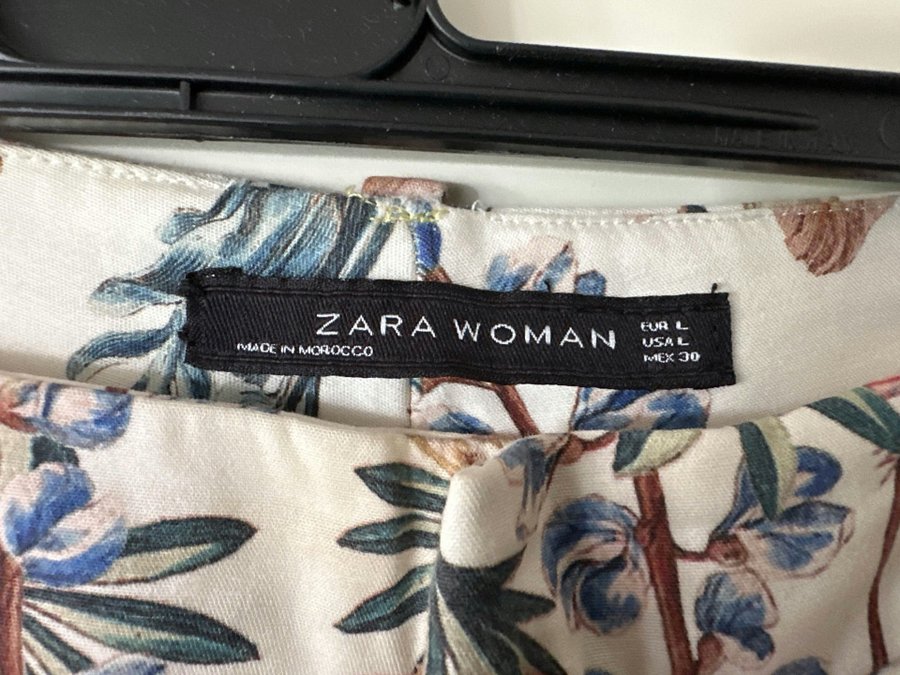 ZARA WOMAN
MADE IN MOROCCO
EUR L
USA L
MEX 30